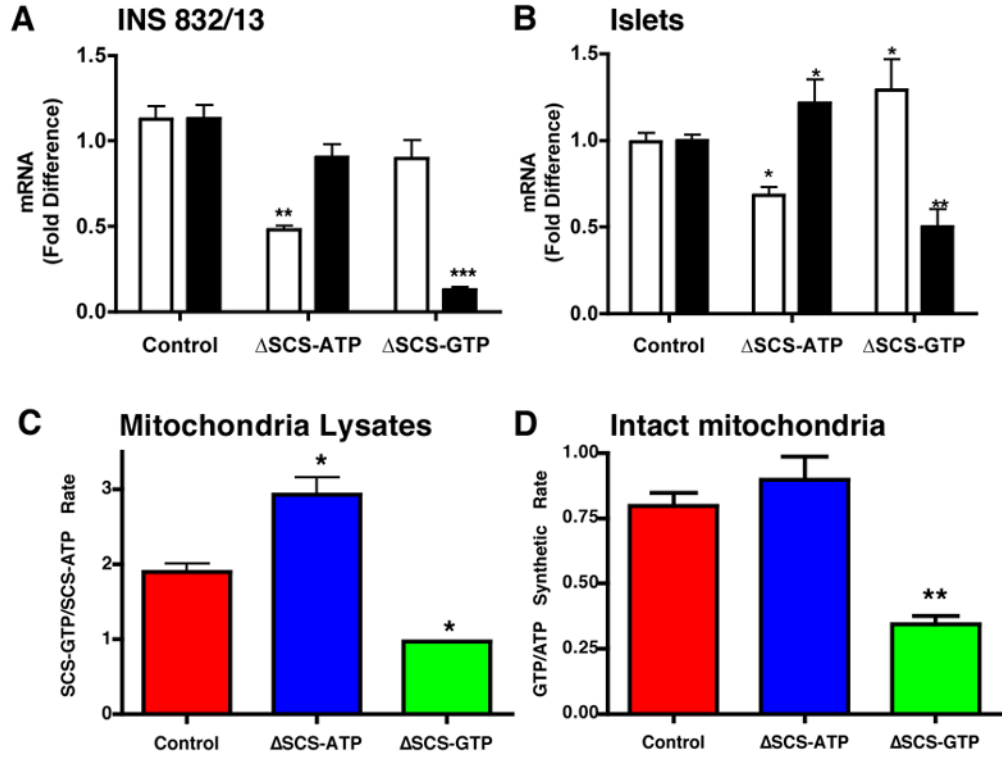 A INS 832/13
1.5
1.0
0.5
0.0
mRNA
(Fold Difference)
**
***
Control ΔSCS-ATP ΔSCS-GTP
B Islets
1.5
1.0
0.5
0.0
mRNA
(Fold Difference)
*
*
*
**
Control ΔSCS-ATP ΔSCS-GTP
C Mitochondria Lysates
3
2
1
0
SCS-GTP/SCS-ATP Rate
*
*
Control ΔSCS-ATP ΔSCS-GTP
D Intact mitochondria
1.00
0.75
0.50
0.25
0.00
GTP/ATP Synthetic Rate
**
Control ΔSCS-ATP ΔSCS-GTP